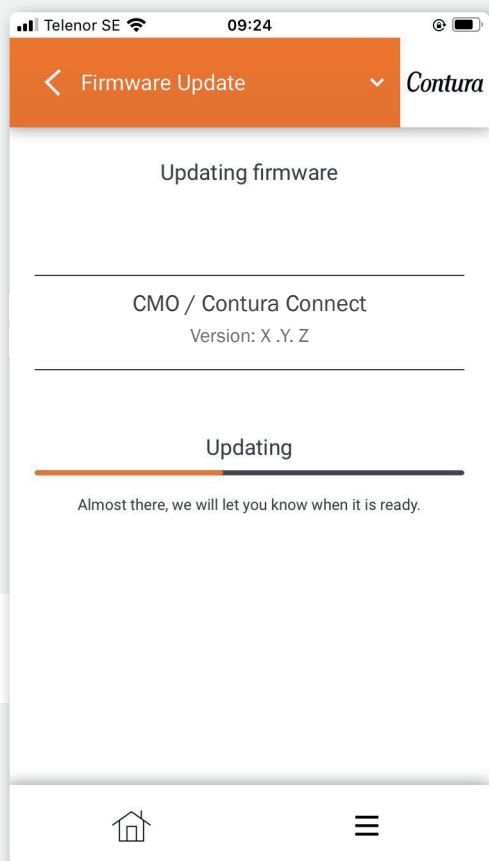 Telenor SE 09:24
Firmware Update Contura
Updating firmware
CMO / Contura Connect
Version: X .Y. Z
Updating
Almost there, we will let you know when it is ready.